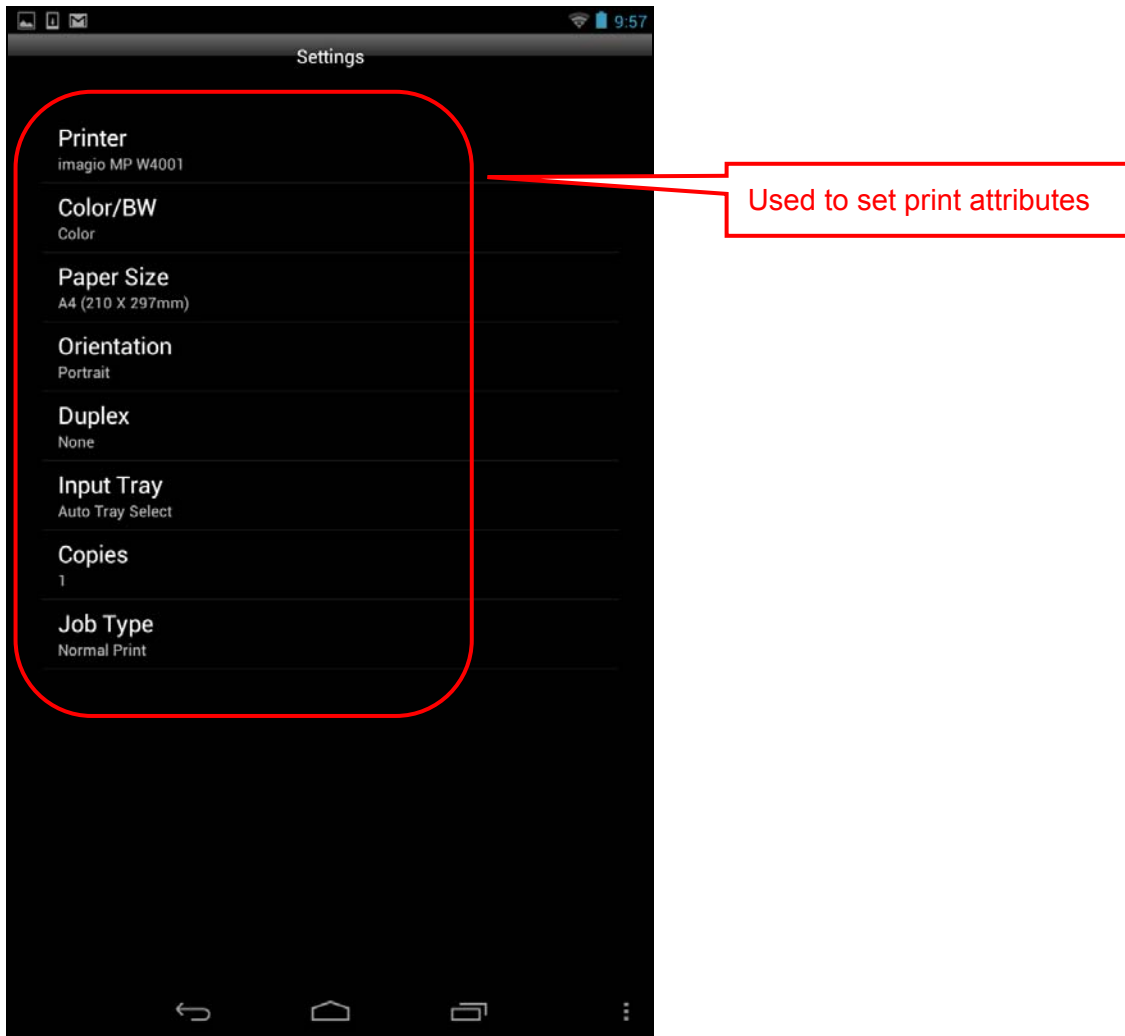 9:57
Settings
Printer
imagio MP W4001
Color/BW
Color
Paper Size
A4 (210 X 297mm)
Orientation
Portrait
Duplex
None
Input Tray
Auto Tray Select
Copies
1
Job Type
Normal Print
Used to set print attributes